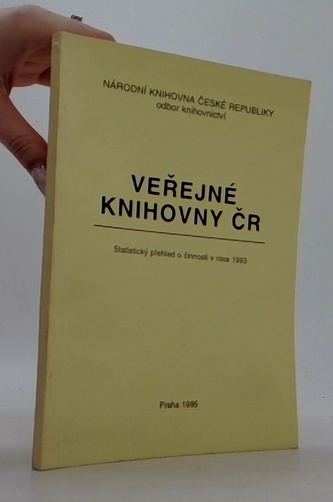 NÁRODNÍ KNIHOVNA ČESKÉ REPUBLIKY
odbor knihovnictví
VEŘEJNÉ
KNIHOVNY ČR
Statistický přehled o činnosti v roce 1993
Praha 1995